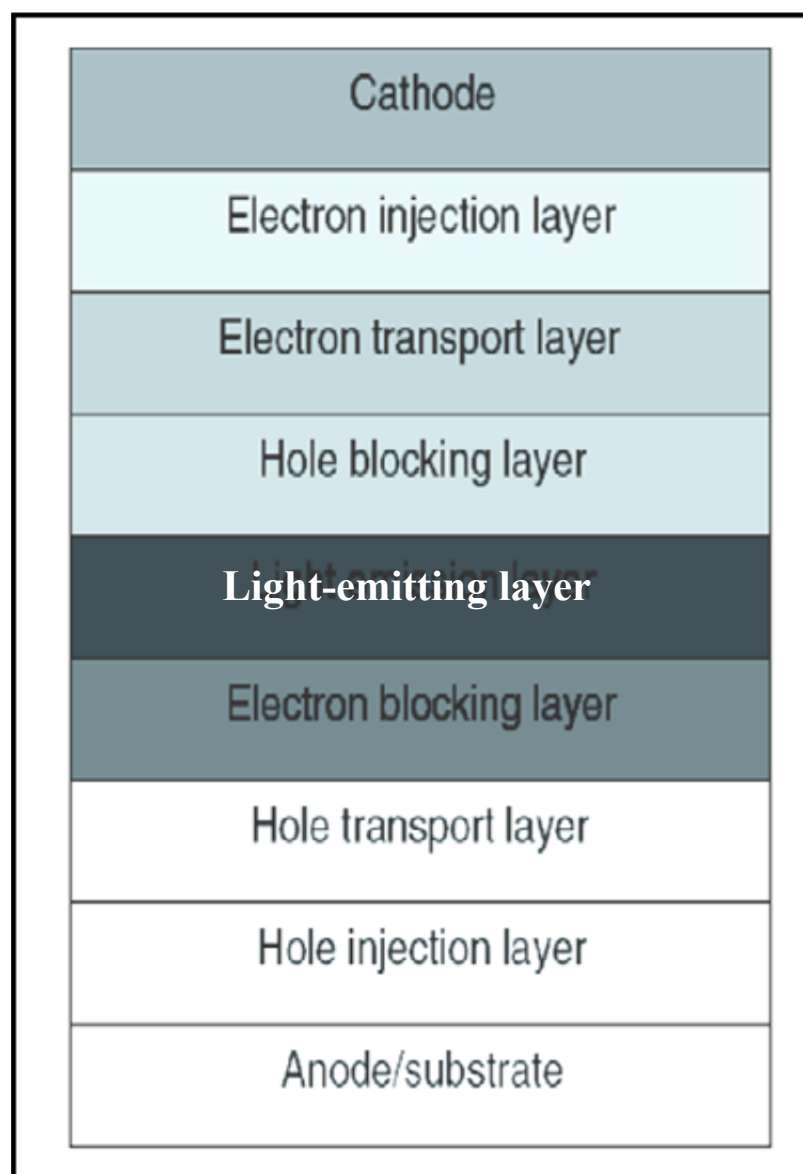 Cathode
Electron injection layer
Electron transport layer
Hole blocking layer
Light-emitting layer
Electron blocking layer
Hole transport layer
Hole injection layer
Anode/substrate